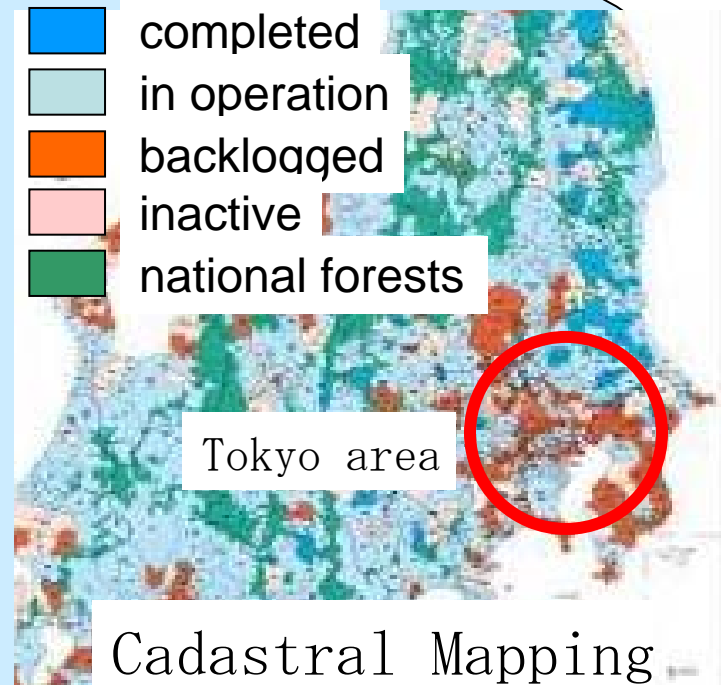 completed
in operation
backlogged
inactive
national forests
Tokyo area
Cadastral Mapping